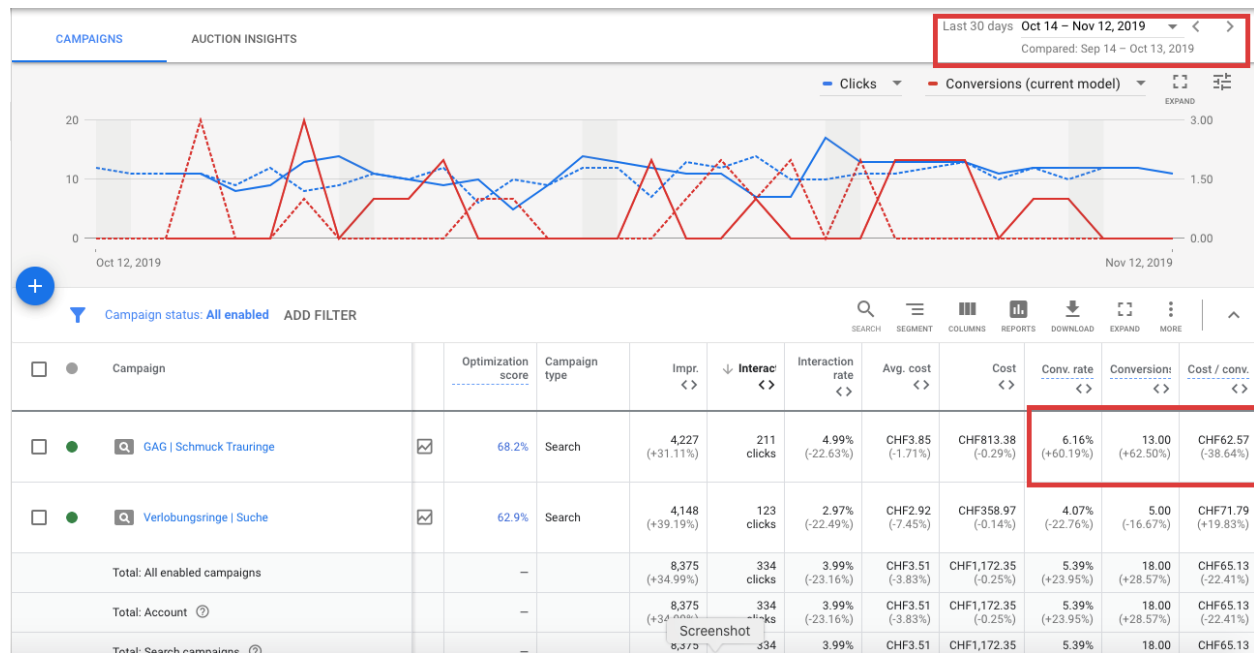 CAMPAIGNS
AUCTION INSIGHTS
Last 30 days Oct 14 – Nov 12, 2019
Compared: Sep 14 – Oct 13, 2019
Clicks
Conversions (current model)
EXPAND
20 3.00
10 1.50
0 0.00
Oct 12, 2019 Nov 12, 2019
Campaign status: All enabled ADD FILTER
SEARCH SEGMENT COLUMNS REPORTS DOWNLOAD EXPAND MORE
Campaign
Optimization score
Campaign type
Impr.
Interact
Interaction rate
Avg. cost
Cost
Conv. rate
Conversions
Cost / conv.
GAG | Schmuck Trauringe 68.2% Search 4,227 211 4.99% CHF3.85 CHF813.38 6.16% 13.00 CHF62.57
(+31.11%) clicks (-22.63%) (-1.71%) (-0.29%) (+60.19%) (+62.50%) (-38.64%)
Verlobungsringe | Suche 62.9% Search 4,148 123 2.97% CHF2.92 CHF358.97 4.07% 5.00 CHF71.79
(+39.19%) clicks (-22.49%) (-7.45%) (-0.14%) (-22.76%) (-16.67%) (+19.83%)
Total: All enabled campaigns – 8,375 334 3.99% CHF3.51 CHF1,172.35 5.39% 18.00 CHF65.13
(+34.99%) clicks (-23.16%) (-3.83%) (-0.25%) (+23.95%) (+28.57%) (-22.41%)
Total: Account – 8,375 334 3.99% CHF3.51 CHF1,172.35 5.39% 18.00 CHF65.13
(-23.16%) (-3.83%) (-0.25%) (+23.95%) (+28.57%) (-22.41%)
Screenshot
Total: Search campaigns – 8,375 334 3.99% CHF3.51 CHF1,172.35 5.39% 18.00 CHF65.13